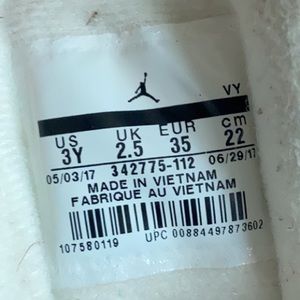 VY
US UK EUR cm
3Y 2.5 35 22
05/03/17 342775-112 06/29/17
MADE IN VIETNAM
FABRIQUE AU VIETNAM
107580119 UPC 00884497873602